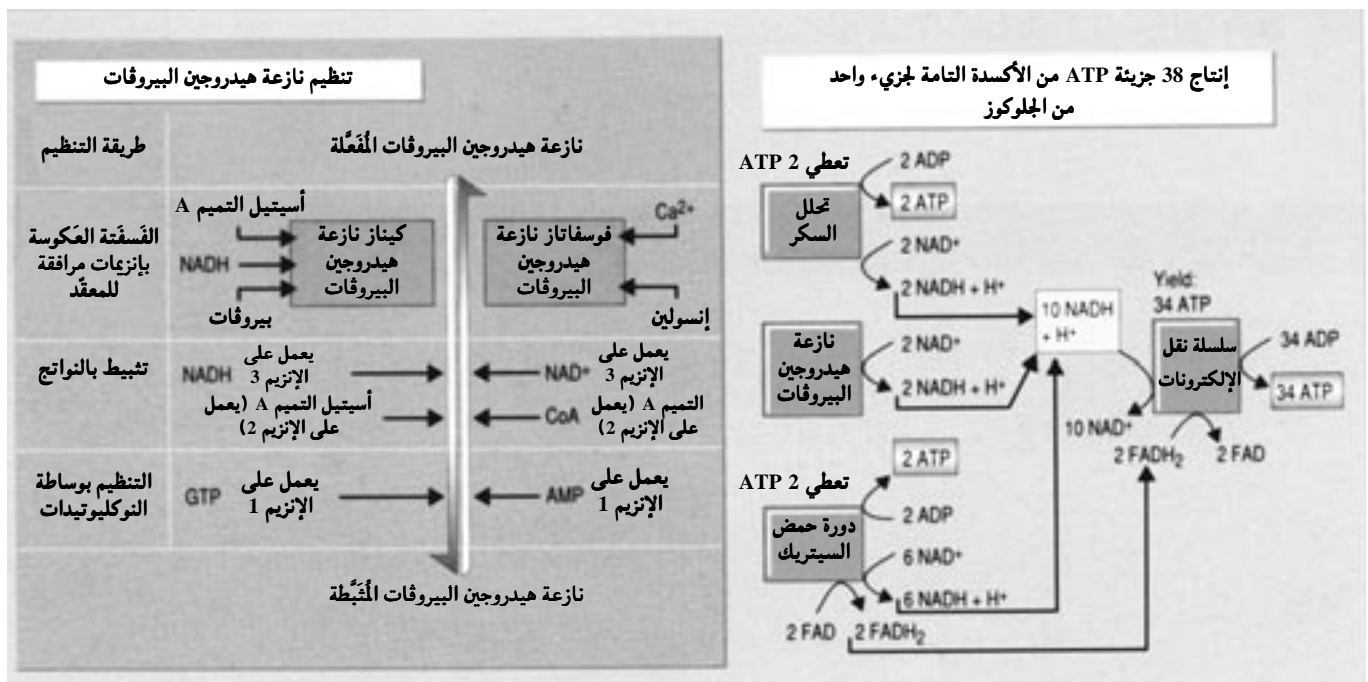 إنتاج 38 جزيئة ATP من الأكسدة التامة لجزيء واحد
من الجلوكوز
تعطي 2 ATP
2 ADP
2 ATP
تحلل
السكر
2 NAD⁺
2 NADH + H⁺
نازعة
هيدروجين
البيروڤات
2 NAD⁺
2 NADH + H⁺
10 NADH
+ H⁺
Yield:
34 ATP
سلسلة نقل
الإلكترونات
34 ADP
34 ATP
10 NAD⁺
2 FADH₂
2 FAD
تعطي 2 ATP
2 ATP
2 ADP
دورة حمض
السيتريك
6 NAD⁺
6 NADH + H⁺
2 FAD
2 FADH₂
تنظيم نازعة هيدروجين البيروڤات
طريقة التنظيم
نازعة هيدروجين البيروڤات المُفَعَّلة
الفَسفَتة العَكوسة
بإنزيمات مرافقة
للمعقّد
أسيتيل التميم A
NADH
بيروڤات
كيناز نازعة
هيدروجين
البيروڤات
فوسفاتاز نازعة
هيدروجين
البيروڤات
Ca²⁺
إنسولين
تثبيط بالنواتج
NADH يعمل على
الإنزيم 3
NAD⁺ يعمل على
الإنزيم 3
أسيتيل التميم A (يعمل
على الإنزيم 2)
CoA التميم A (يعمل
على الإنزيم 2)
التنظيم بوساطة
النوكليوتيدات
GTP يعمل على
الإنزيم 1
AMP يعمل على
الإنزيم 1
نازعة هيدروجين البيروڤات المُثَبَّطة